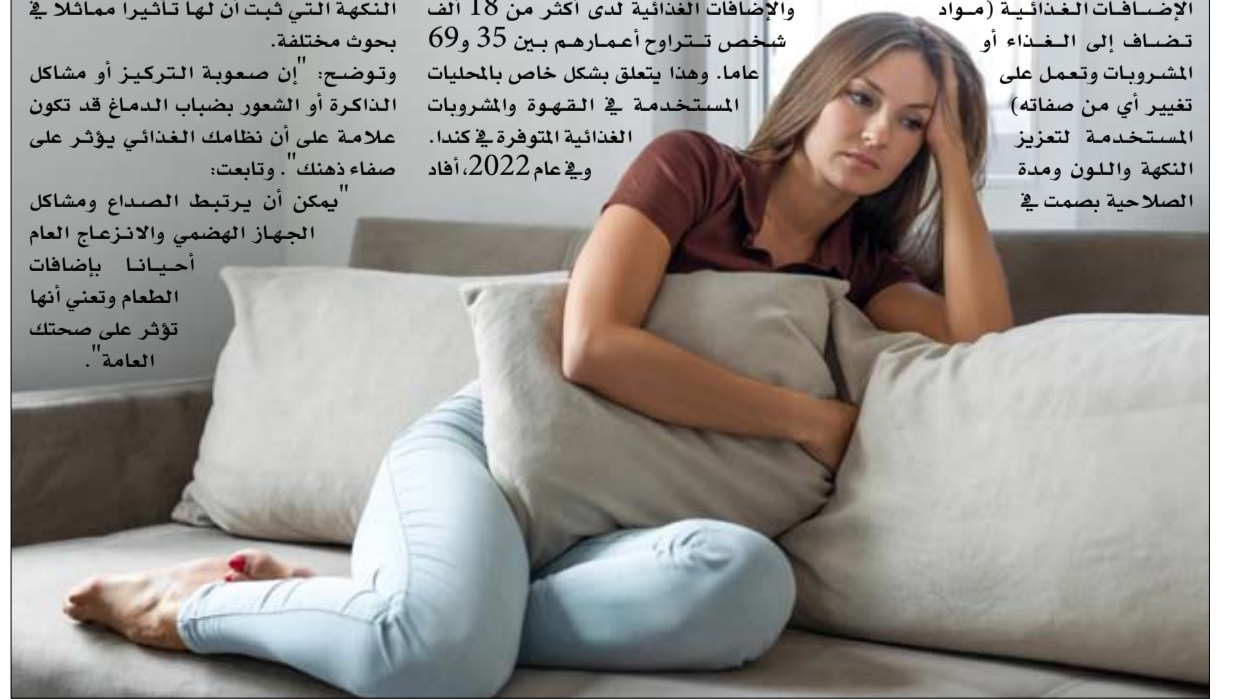 الإضافات الغذائية (مواد
تضاف إلى الغذاء أو
المشروبات وتعمل على
تغيير أي من صفاته)
المستخدمة لتعزيز
النكهة واللون ومدة
الصلاحية بصمت في
والإضافات الغذائية لدى أكثر من 18 ألف
شخص تتراوح أعمارهم بين 35 و69
عاما. وهذا يتعلق بشكل خاص بالمحليات
المستخدمة في القهوة والمشروبات
الغذائية المتوفرة في كندا.
وفي عام 2022، أفاد
النكهة التي ثبت أن لها تأثيرا مماثلا في
بحوث مختلفة.
وتوضح: "إن صعوبة التركيز أو مشاكل
الذاكرة أو الشعور بضباب الدماغ قد تكون
علامة على أن نظامك الغذائي يؤثر على
صفاء ذهنك". وتابعت:
"يمكن أن يرتبط الصداع ومشاكل
الجهاز الهضمي والانزعاج العام
أحيانا بإضافات
الطعام وتعني أنها
تؤثر على صحتك
العامة".